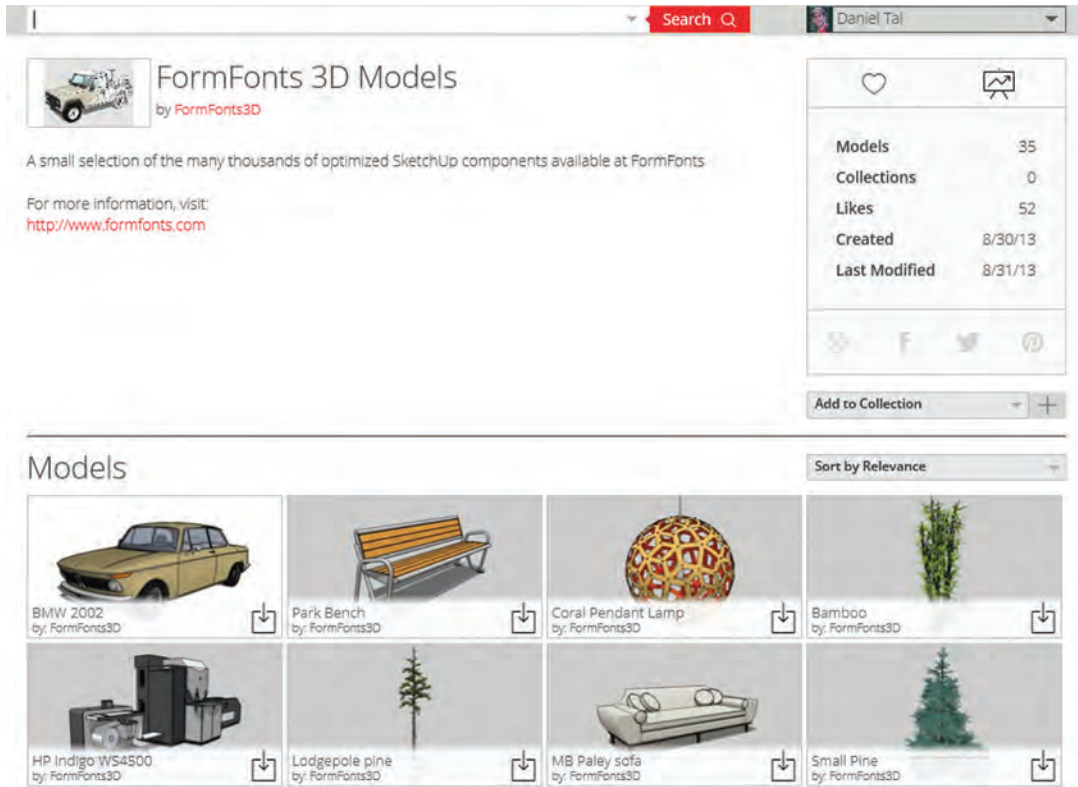 Search
Daniel Tal
FormFonts 3D Models
by FormFonts3D
A small selection of the many thousands of optimized SketchUp components available at FormFonts
For more information, visit:
http://www.formfonts.com
Models 35
Collections 0
Likes 52
Created 8/30/13
Last Modified 8/31/13
Add to Collection
Models
Sort by Relevance
BMW 2002
by: FormFonts3D
Park Bench
by: FormFonts3D
Coral Pendant Lamp
by: FormFonts3D
Bamboo
by: FormFonts3D
HP Indigo WS4500
by: FormFonts3D
Lodgepole pine
by: FormFonts3D
MB Paley sofa
by: FormFonts3D
Small Pine
by: FormFonts3D